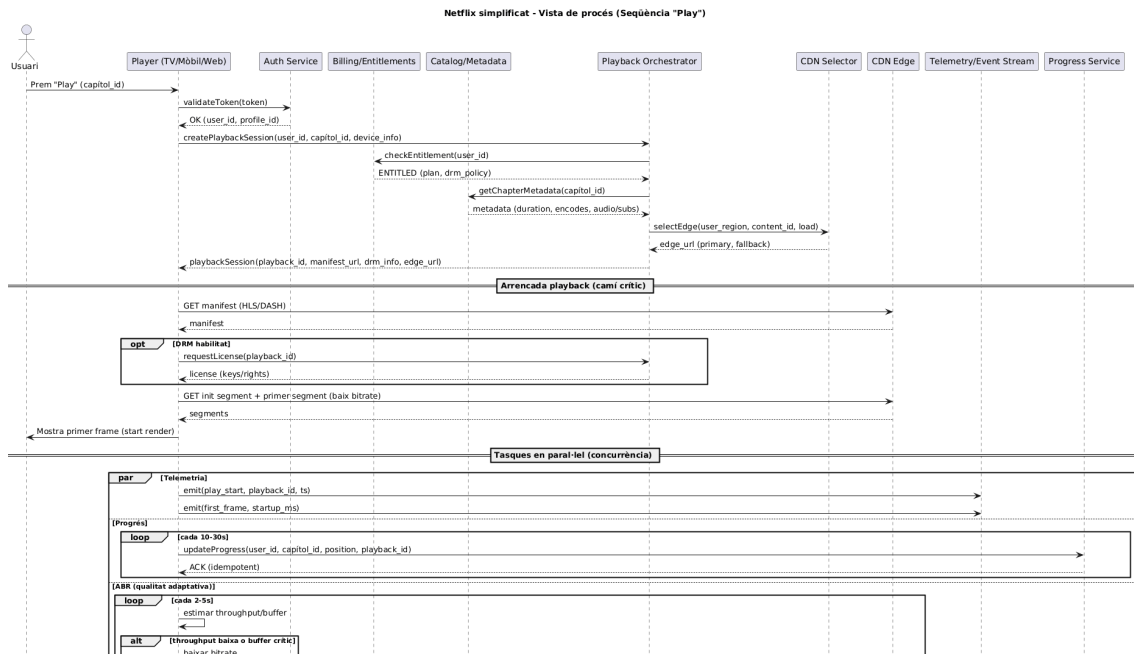 Netflix simplificat - Vista de procés (Seqüència "Play")
Usuari
Player (TV/Mòbil/Web)
Auth Service
Billing/Entitlements
Catalog/Metadata
Playback Orchestrator
CDN Selector
CDN Edge
Telemetry/Event Stream
Progress Service
Prem "Play" (capítol_id)
validateToken(token)
OK (user_id, profile_id)
createPlaybackSession(user_id, capítol_id, device_info)
checkEntitlement(user_id)
ENTITLED (plan, drm_policy)
getChapterMetadata(capítol_id)
metadata (duration, encodes, audio/subs)
selectEdge(user_region, content_id, load)
edge_url (primary, fallback)
playbackSession(playback_id, manifest_url, drm_info, edge_url)
Arrencada playback (camí crític)
GET manifest (HLS/DASH)
manifest
opt [DRM habilitat]
requestLicense(playback_id)
license (keys/rights)
GET init segment + primer segment (baix bitrate)
segments
Mostra primer frame (start render)
Tasques en paral·lel (concurrència)
par [Telemetria]
emit(play_start, playback_id, ts)
emit(first_frame, startup_ms)
[Progrés]
loop [cada 10-30s]
updateProgress(user_id, capítol_id, position, playback_id)
ACK (idempotent)
[ABR (qualitat adaptativa)]
loop [cada 2-5s]
estimar throughput/buffer
alt [throughput baixa o buffer crític]
baixar bitrate